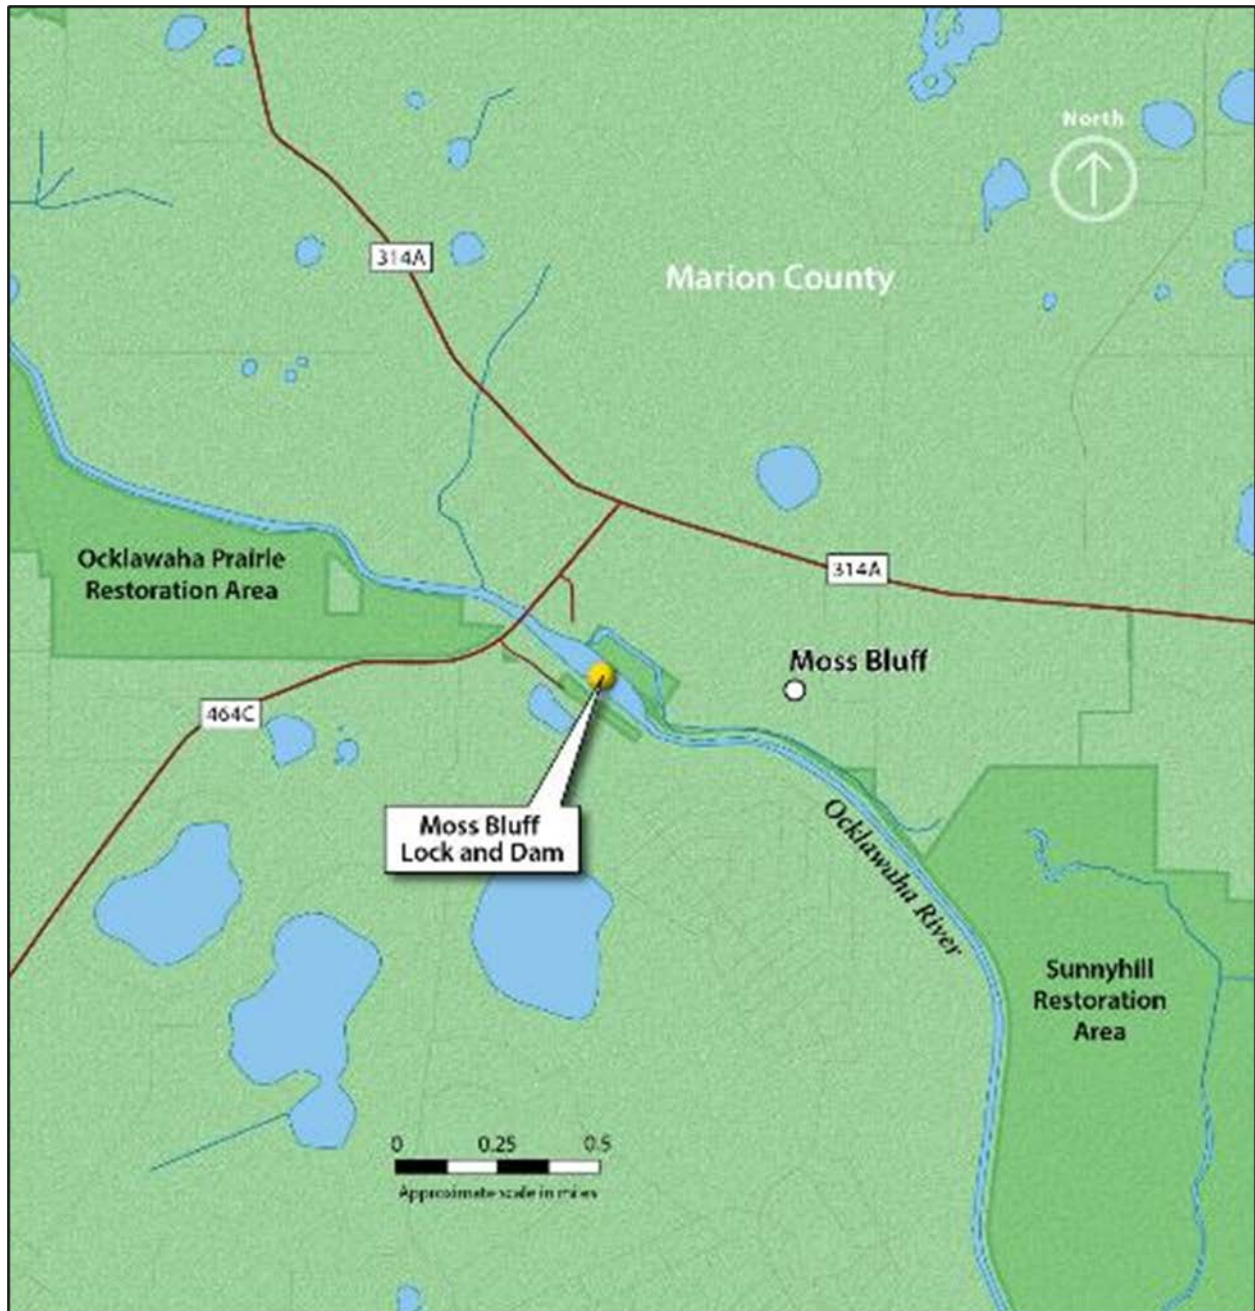 North
314A
Marion County
Ocklawaha Prairie
Restoration Area
314A
Moss Bluff
464C
Moss Bluff
Lock and Dam
Ocklawaha River
Sunnyhill
Restoration
Area
0 0.25 0.5
Approximate scale in miles